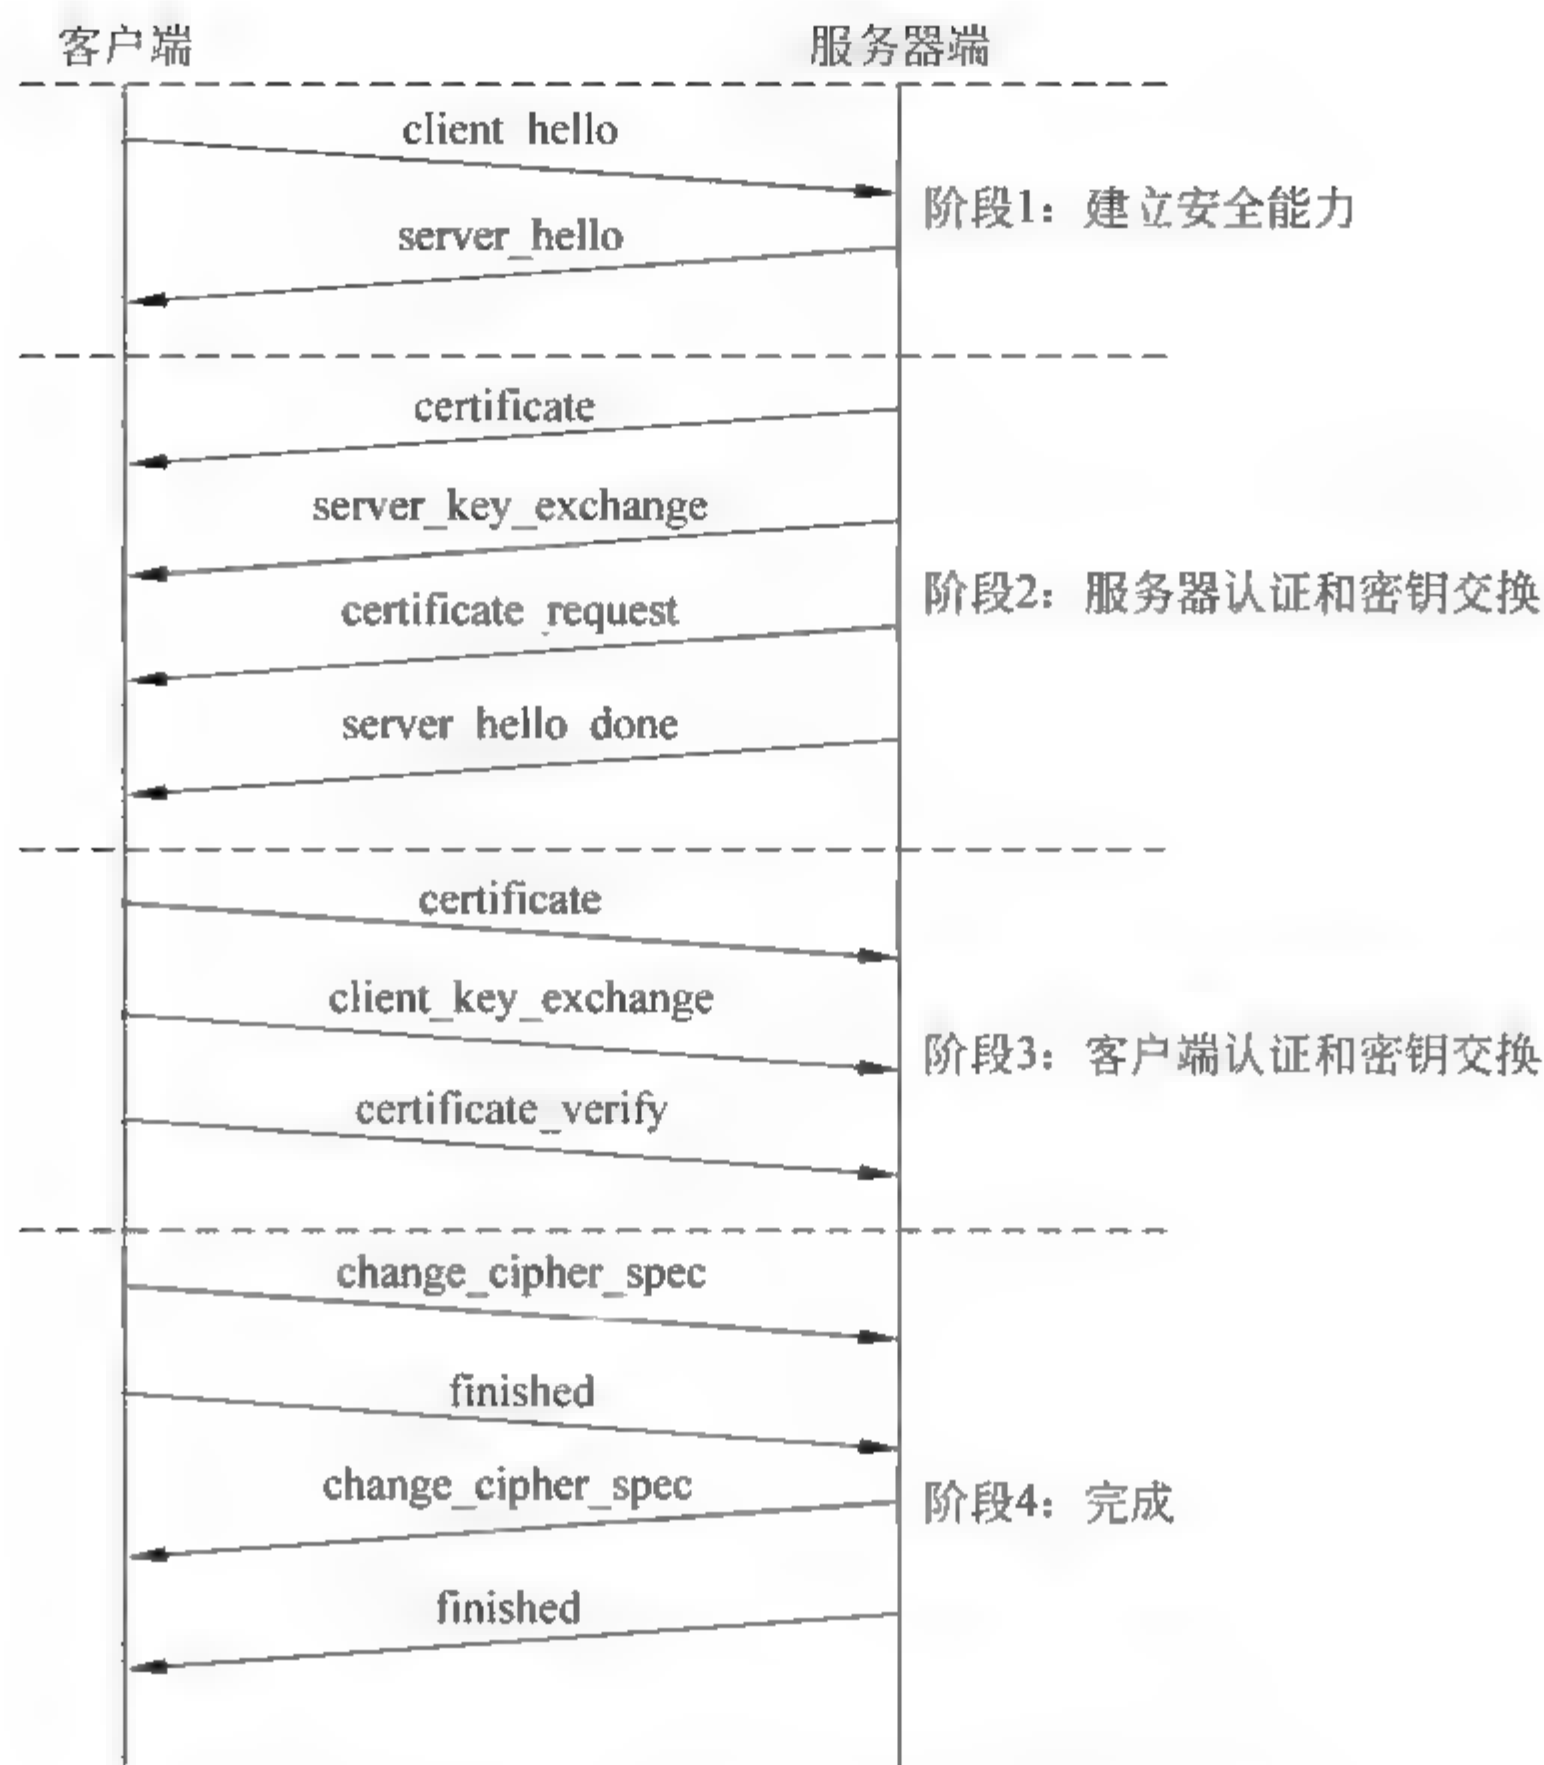 客户端
服务器端
client hello
阶段1：建立安全能力
server_hello
certificate
server_key_exchange
阶段2：服务器认证和密钥交换
certificate_request
server hello done
certificate
client_key_exchange
阶段3：客户端认证和密钥交换
certificate_verify
change_cipher_spec
finished
change_cipher_spec
阶段4：完成
finished